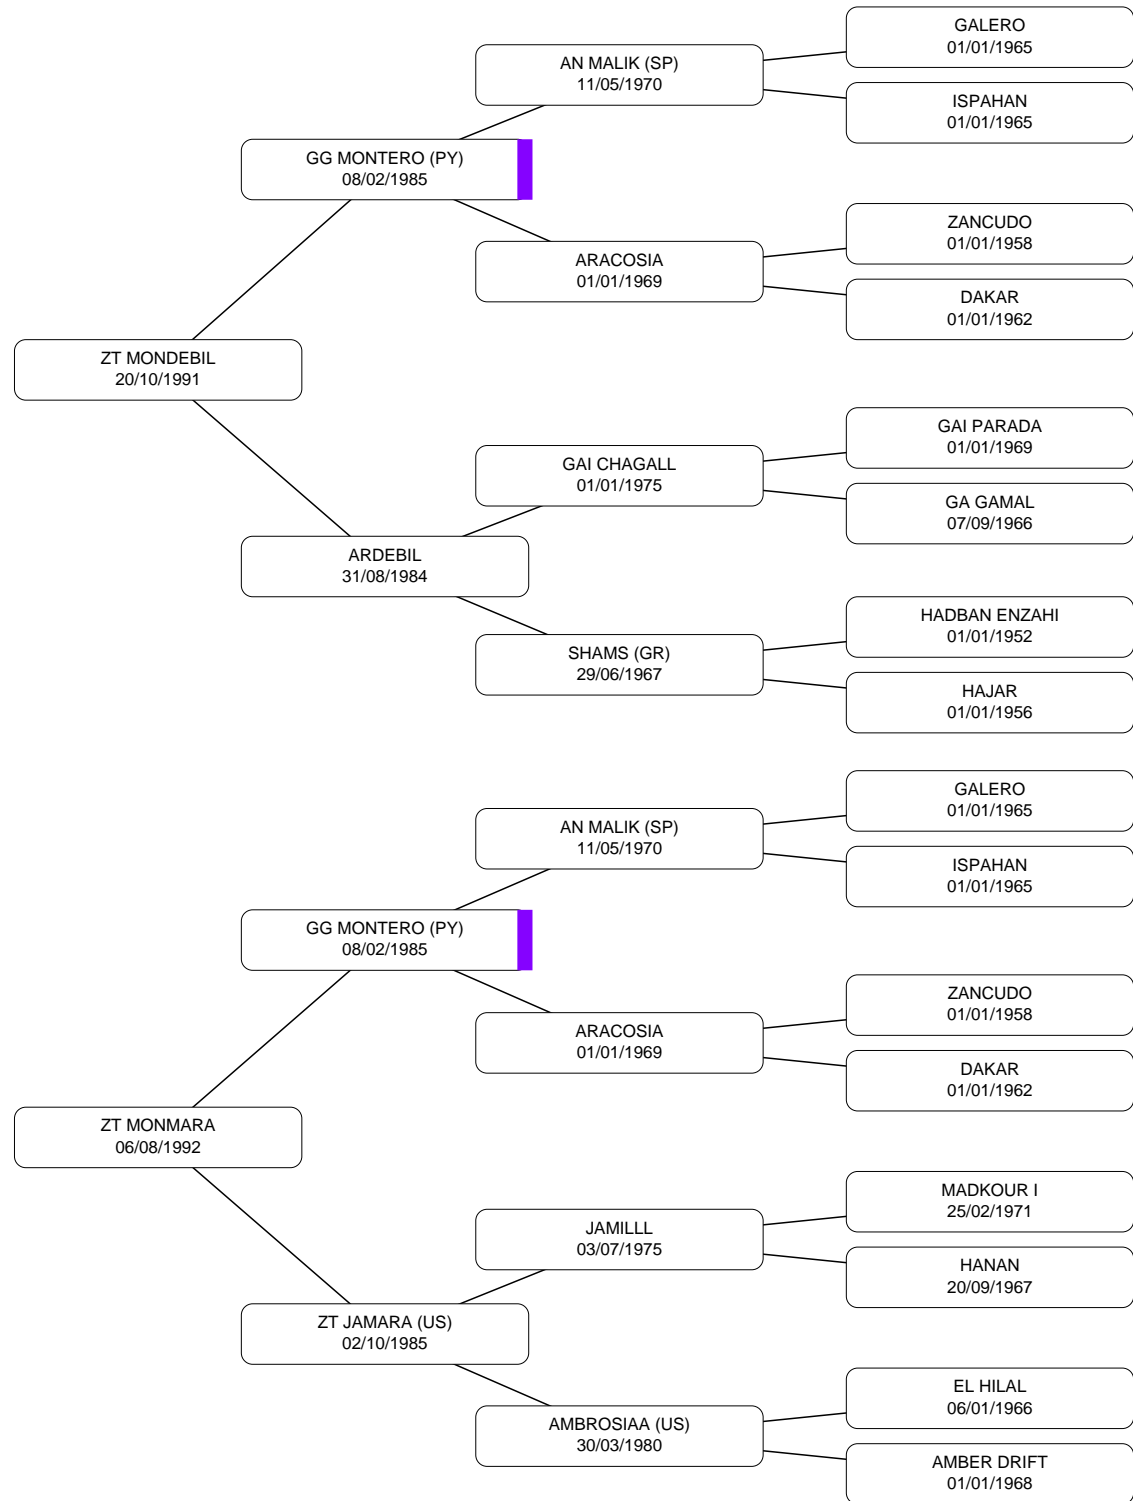 GALERO
01/01/1965
AN MALIK (SP)
11/05/1970
ISPAHAN
01/01/1965
GG MONTERO (PY)
08/02/1985
ZANCUDO
01/01/1958
ARACOSIA
01/01/1969
DAKAR
01/01/1962
ZT MONDEBIL
20/10/1991
GAI PARADA
01/01/1969
GAI CHAGALL
01/01/1975
GA GAMAL
07/09/1966
ARDEBIL
31/08/1984
HADBAN ENZAHI
01/01/1952
SHAMS (GR)
29/06/1967
HAJAR
01/01/1956
GALERO
01/01/1965
AN MALIK (SP)
11/05/1970
ISPAHAN
01/01/1965
GG MONTERO (PY)
08/02/1985
ZANCUDO
01/01/1958
ARACOSIA
01/01/1969
DAKAR
01/01/1962
ZT MONMARA
06/08/1992
MADKOUR I
25/02/1971
JAMILLL
03/07/1975
HANAN
20/09/1967
ZT JAMARA (US)
02/10/1985
EL HILAL
06/01/1966
AMBROSIAA (US)
30/03/1980
AMBER DRIFT
01/01/1968